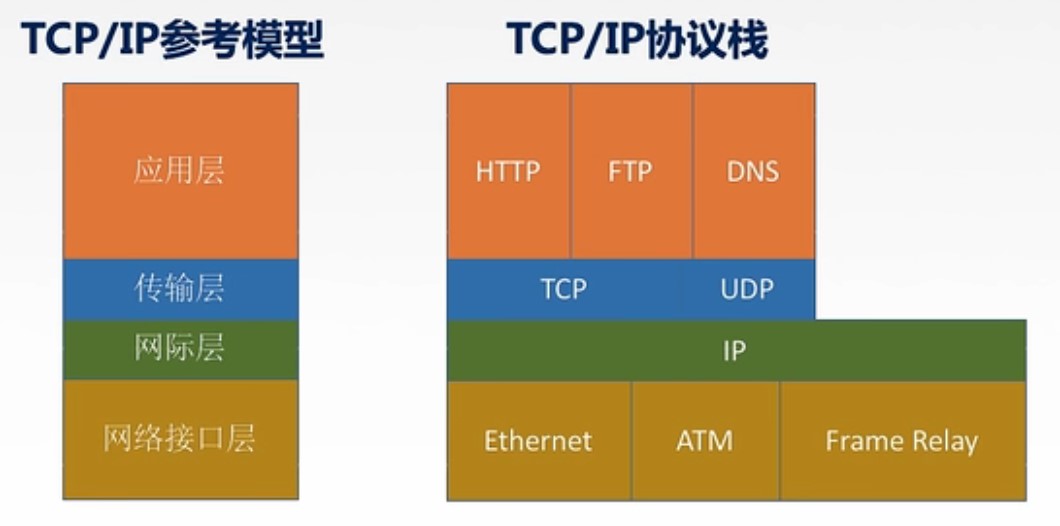 TCP/IP参考模型
TCP/IP协议栈
应用层
传输层
网际层
网络接口层
HTTP
FTP
DNS
TCP
UDP
IP
Ethernet
ATM
Frame Relay